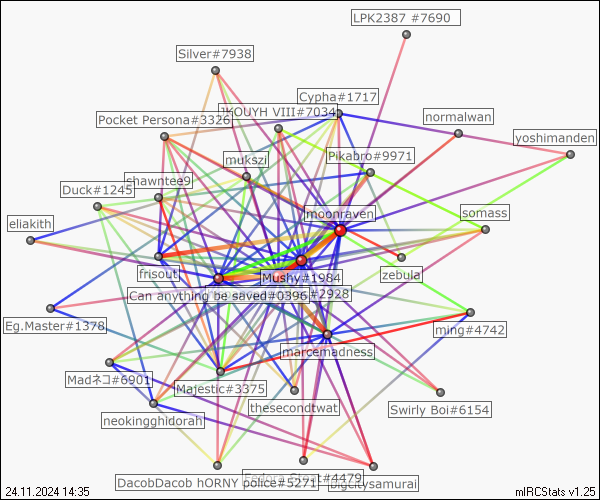 LPK2387 #7690
Silver#7938
Cypha#1717
JKOUYH VIII#7034
Pocket Persona#3326
normalwan
yoshimanden
Pikabro#9971
mukszi
shawntee9
Duck#1245
moonraven
somass
eliakith
frisout
Mushy#1984
zebula
Can anything be saved#0396
#2928
Eg.Master#1378
ming#4742
marcemadness
Madネコ#6901
Majestic#3375
thesecondtwat
Swirly Boi#6154
neokingghidorah
#4479
DacobDacob hORNY police#5271
bigcitysamurai
24.11.2024 14:35
mIRCStats v1.25